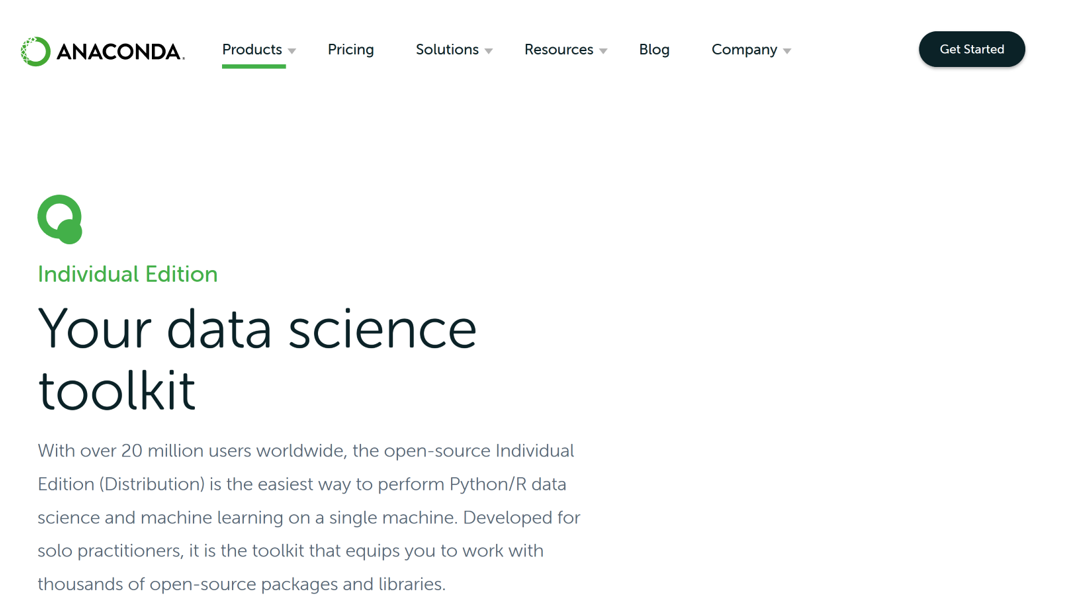 ANACONDA.
Products
Pricing
Solutions
Resources
Blog
Company
Get Started
Individual Edition
Your data science
toolkit
With over 20 million users worldwide, the open-source Individual
Edition (Distribution) is the easiest way to perform Python/R data
science and machine learning on a single machine. Developed for
solo practitioners, it is the toolkit that equips you to work with
thousands of open-source packages and libraries.